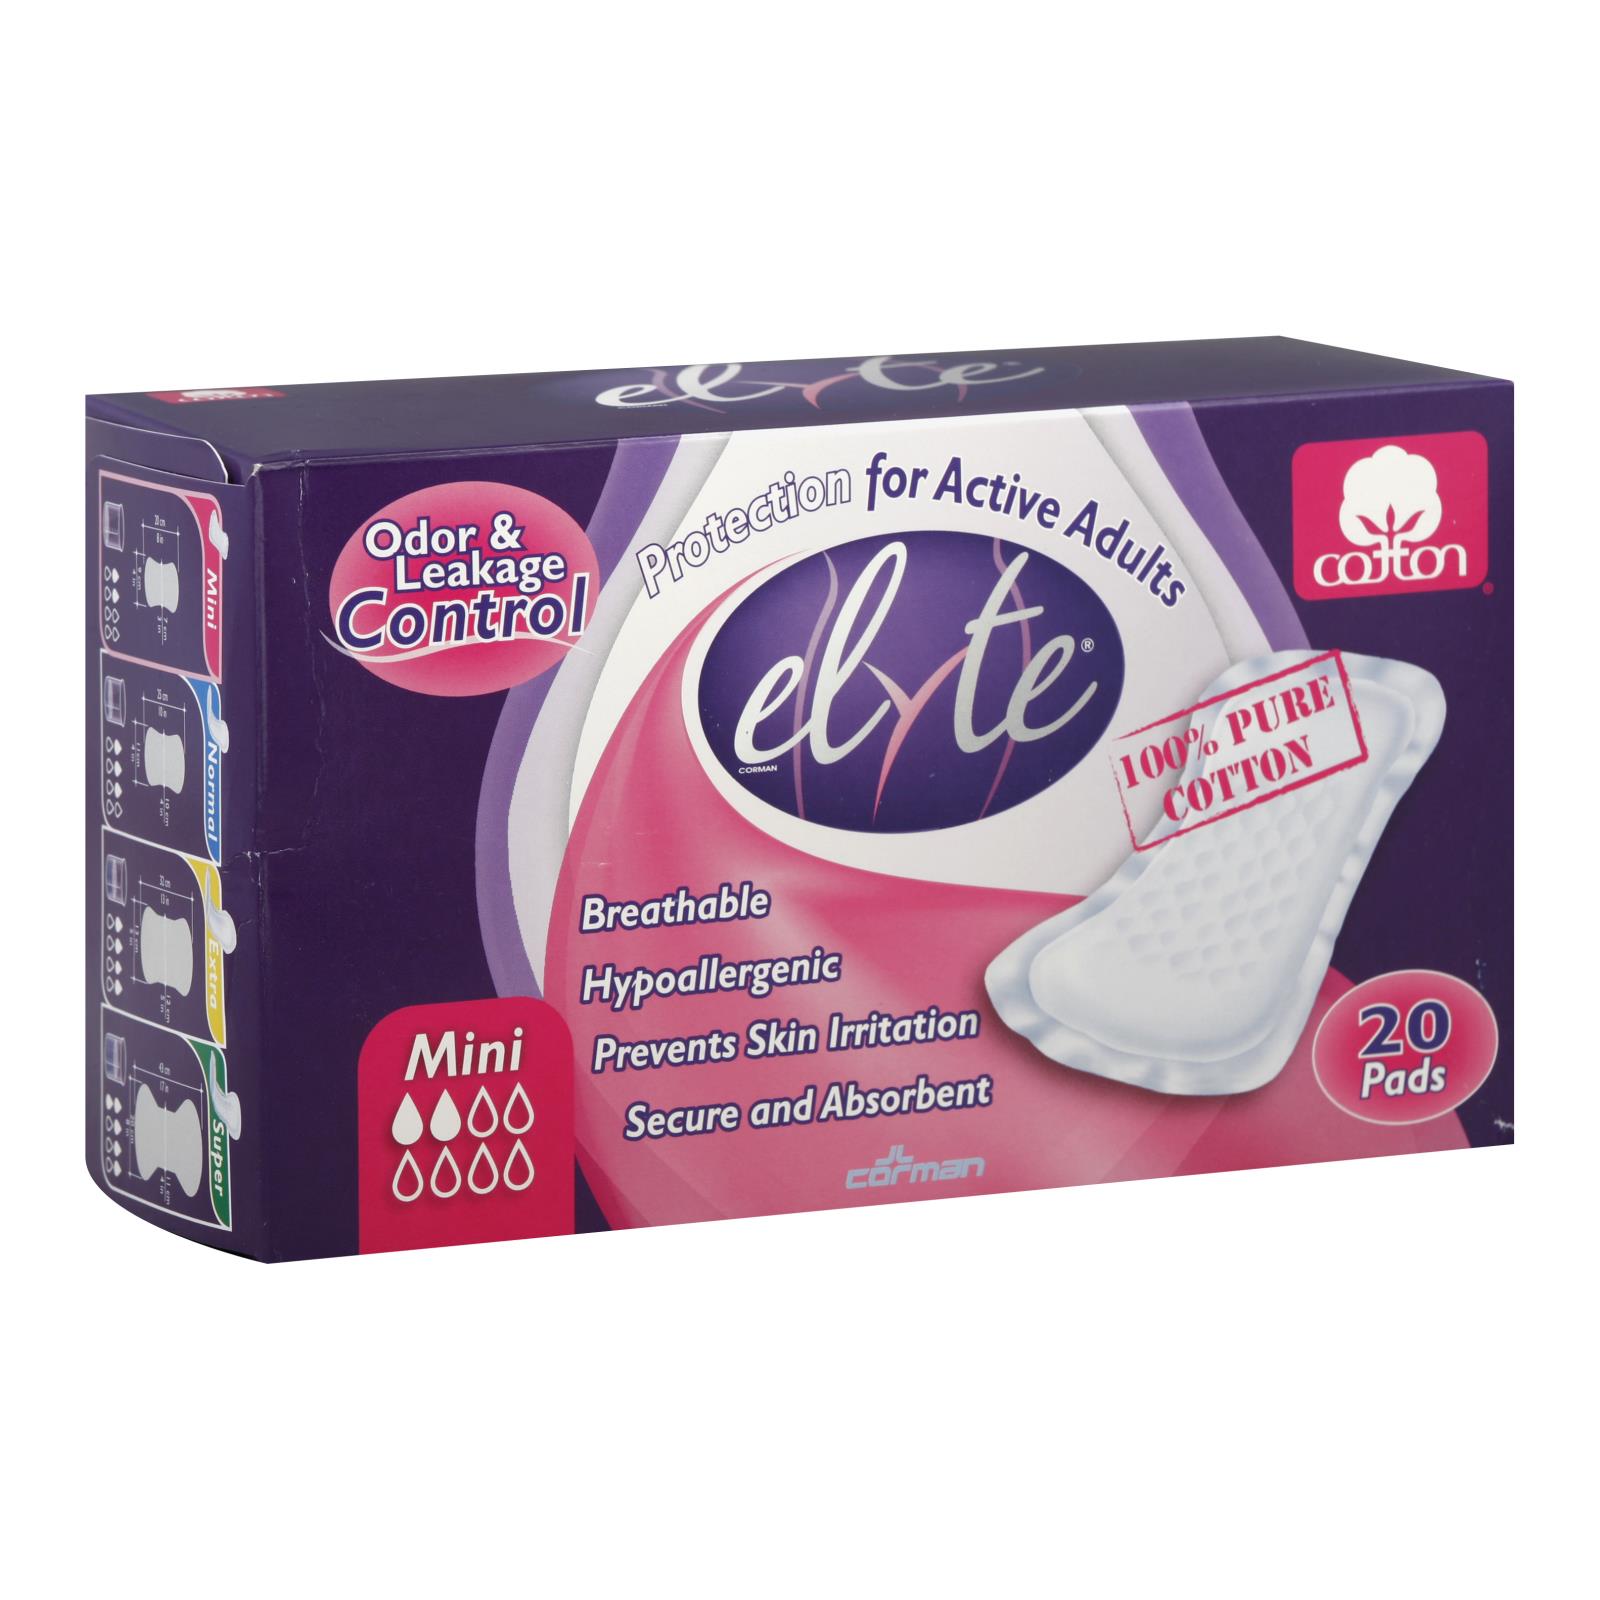 elyte
Odor &
Leakage
Control
Protection for Active Adults
cotton
elyte®
CORMAN
100% PURE
COTTON
Breathable
Hypoallergenic
Prevents Skin Irritation
Secure and Absorbent
Mini
20
Pads
corman
Mini
Normal
Extra
Super